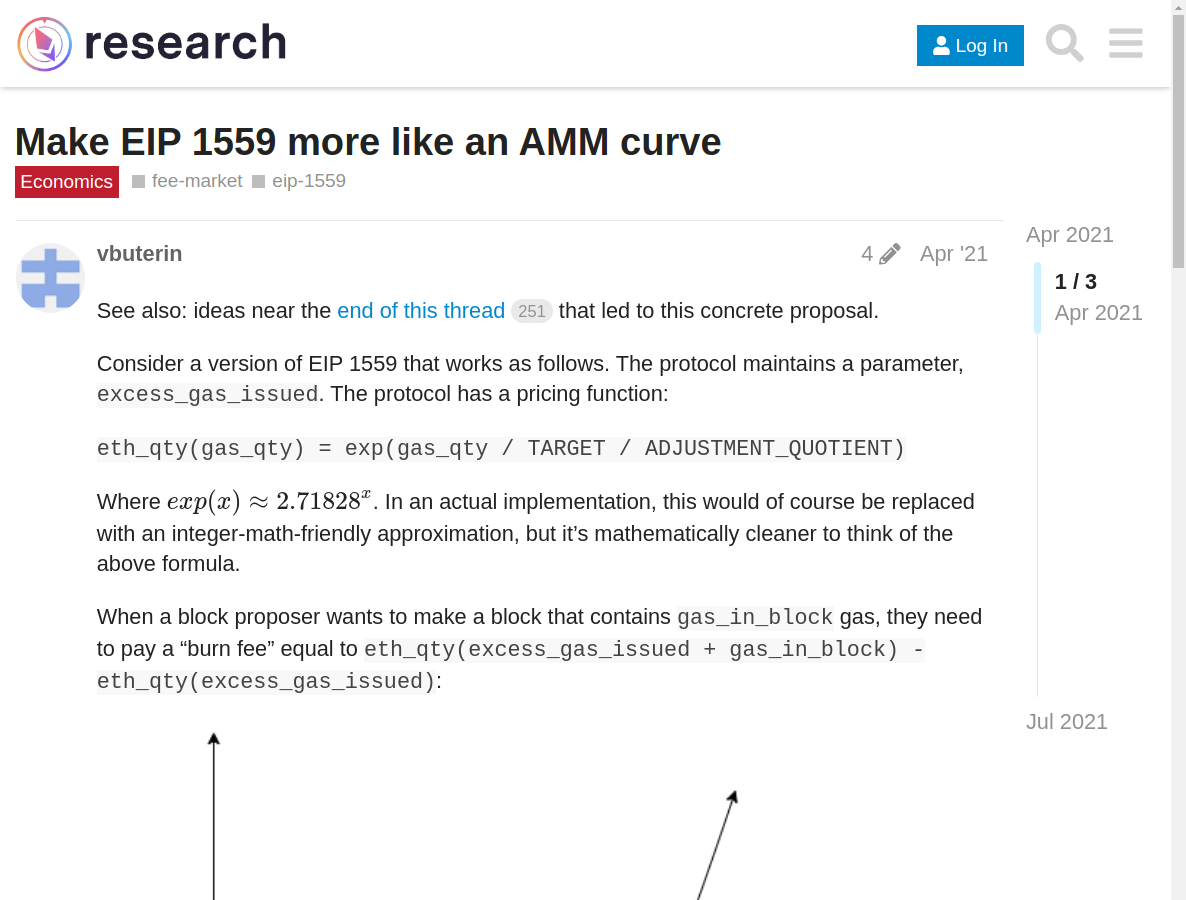 research
Log In
Make EIP 1559 more like an AMM curve
Economics fee-market eip-1559
Apr 2021
vbuterin 4 Apr '21
1 / 3
Apr 2021
See also: ideas near the end of this thread 251 that led to this concrete proposal.
Consider a version of EIP 1559 that works as follows. The protocol maintains a parameter,
excess_gas_issued. The protocol has a pricing function:
eth_qty(gas_qty) = exp(gas_qty / TARGET / ADJUSTMENT_QUOTIENT)
Where exp(x) ≈ 2.71828^x. In an actual implementation, this would of course be replaced
with an integer-math-friendly approximation, but it’s mathematically cleaner to think of the
above formula.
When a block proposer wants to make a block that contains gas_in_block gas, they need
to pay a “burn fee” equal to eth_qty(excess_gas_issued + gas_in_block) -
eth_qty(excess_gas_issued):
Jul 2021